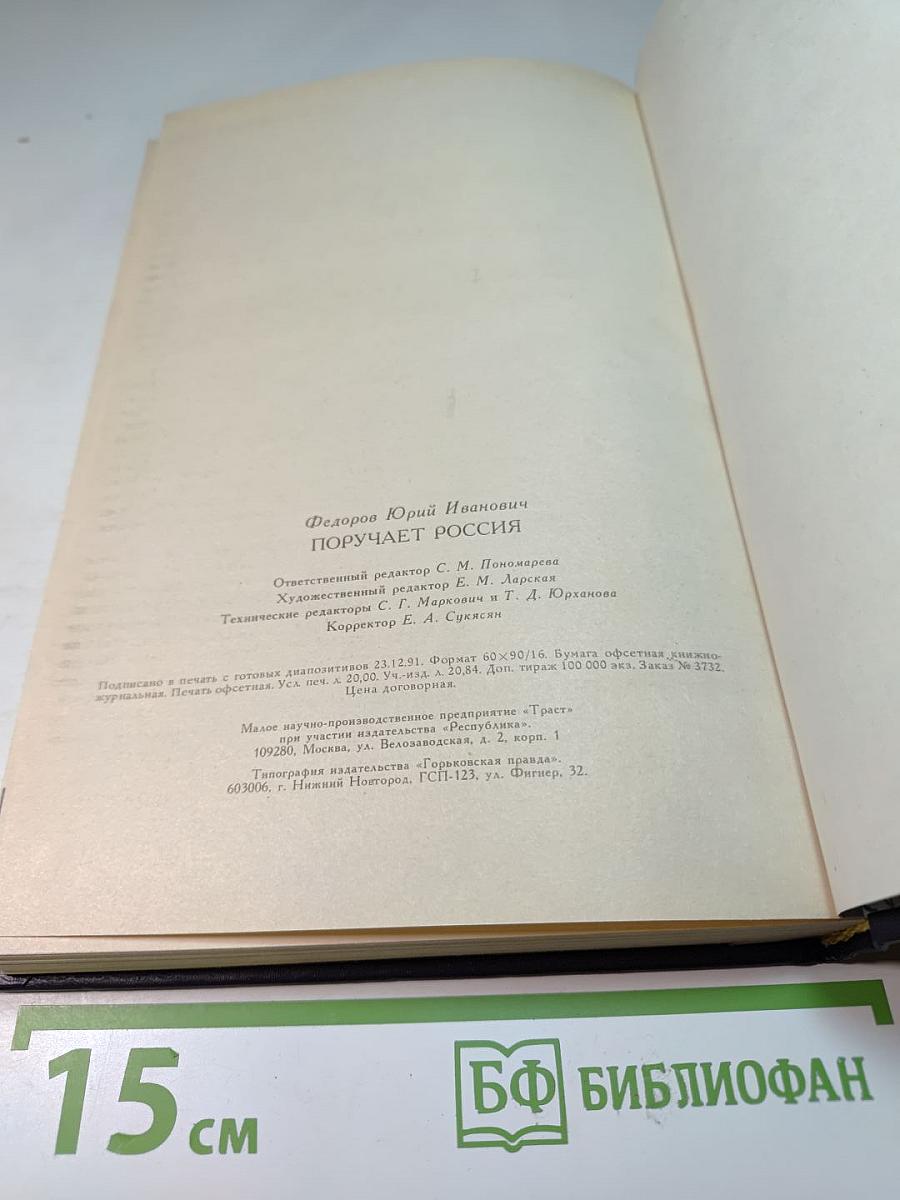 Федоров Юрий Иванович
ПОРУЧАЕТ РОССИЯ
Ответственный редактор С. М. Пономарева
Художественный редактор Е. М. Ларская
Технические редакторы С. Г. Маркович и Т. Д. Юрханова
Корректор Е. А. Сукясян
Подписано в печать с готовых диапозитивов 23.12.91. Формат 60×90/16. Бумага офсетная книжно-
журнальная. Печать офсетная. Усл. печ. л. 20,00. Уч.-изд. л. 20,84. Доп. тираж 100 000 экз. Заказ № 3732.
Цена договорная.
Малое научно-производственное предприятие «Траст»
при участии издательства «Республика».
109280, Москва, ул. Велозаводская, д. 2, корп. 1
Типография издательства «Горьковская правда».
603006, г. Нижний Новгород, ГСП-123, ул. Фигнер, 32.
15 см
БФ БИБЛИОФАН